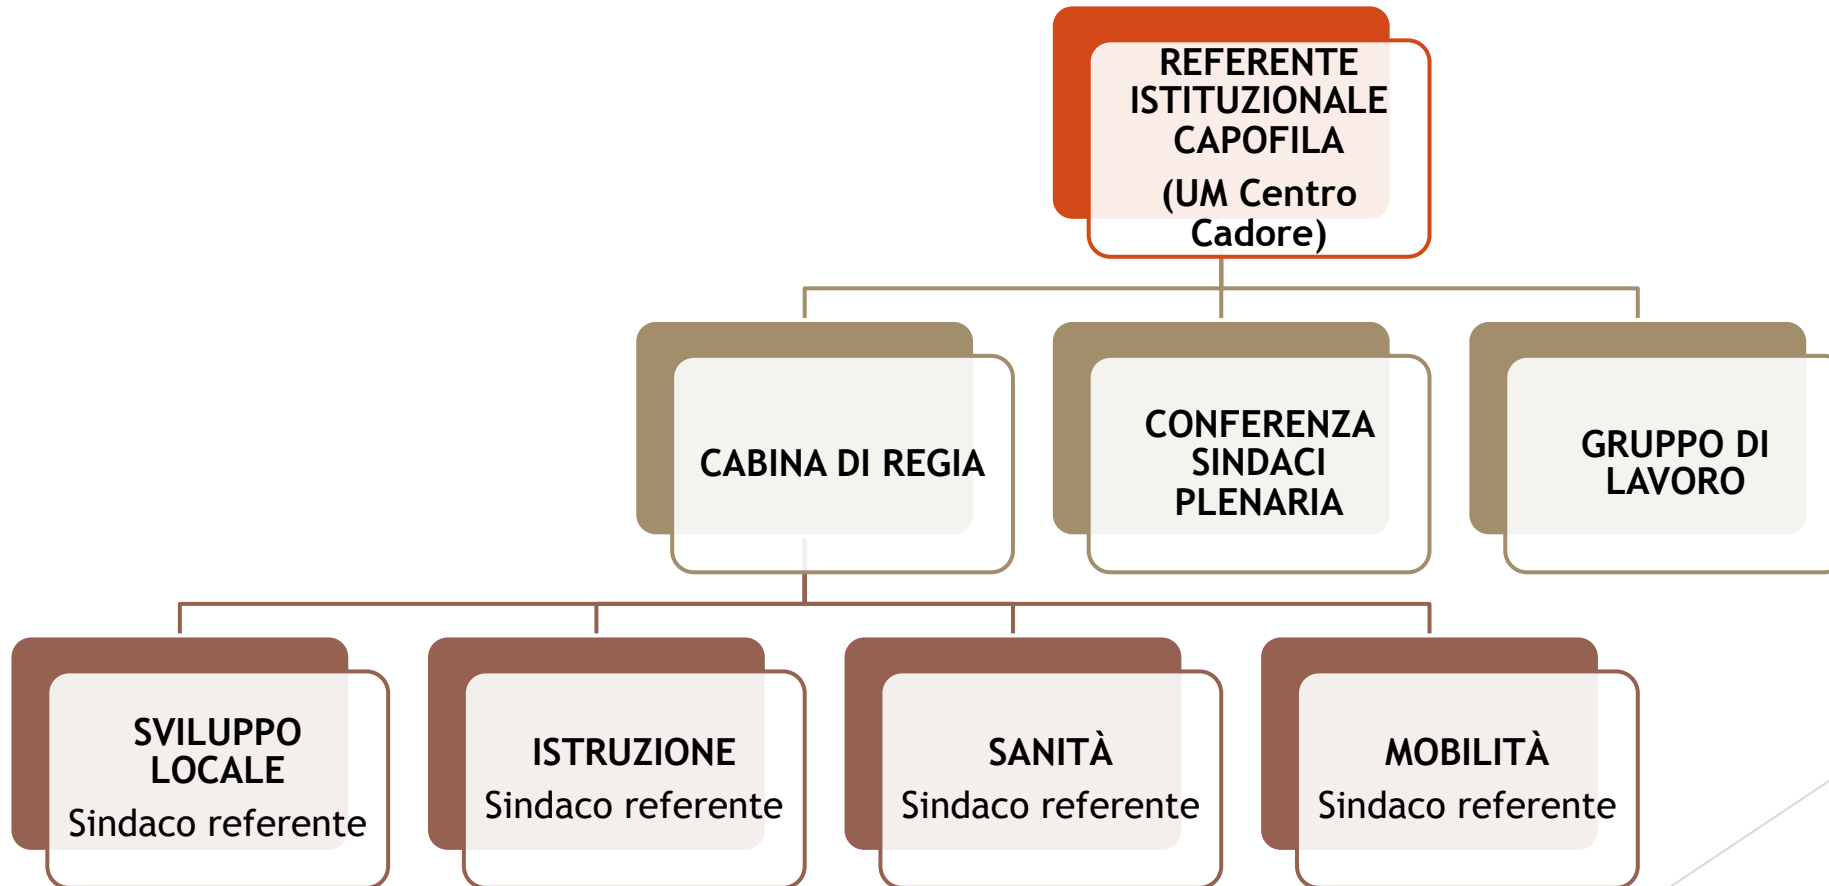 REFERENTE
ISTITUZIONALE
CAPOFILA
(UM Centro
Cadore)
CABINA DI REGIA
CONFERENZA
SINDACI
PLENARIA
GRUPPO DI
LAVORO
SVILUPPO
LOCALE
Sindaco referente
ISTRUZIONE
Sindaco referente
SANITÀ
Sindaco referente
MOBILITÀ
Sindaco referente